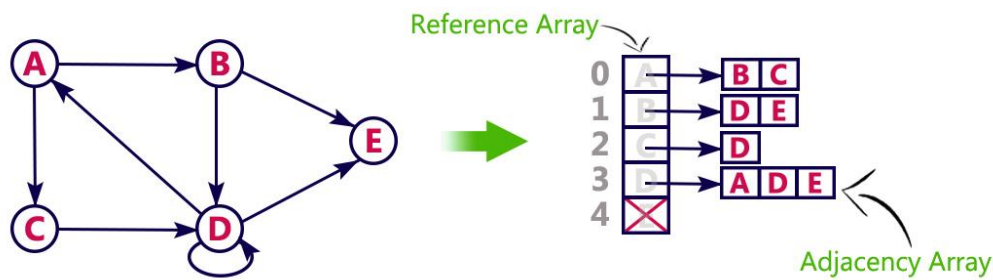 Reference Array
A B
E
C D
0 A B C
1 B D E
2 C D
3 D A D E
4 E
Adjacency Array